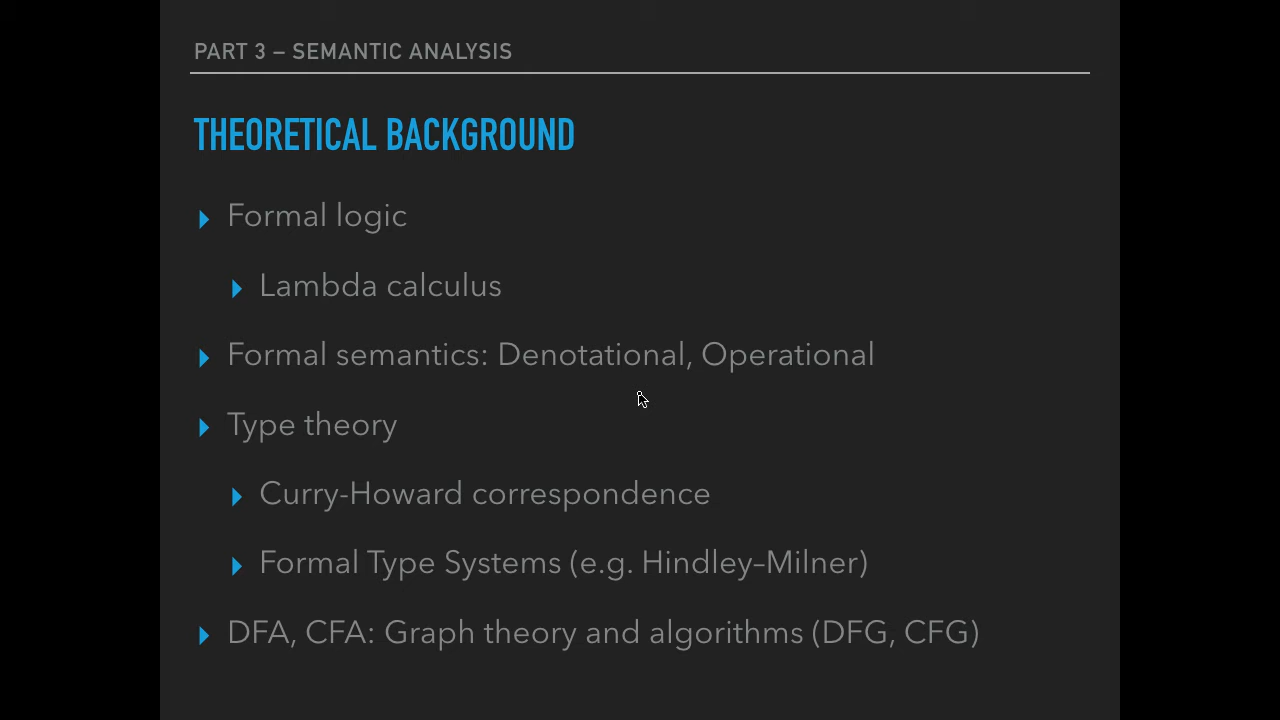 PART 3 – SEMANTIC ANALYSIS
THEORETICAL BACKGROUND
Formal logic
Lambda calculus
Formal semantics: Denotational, Operational
Type theory
Curry-Howard correspondence
Formal Type Systems (e.g. Hindley–Milner)
DFA, CFA: Graph theory and algorithms (DFG, CFG)